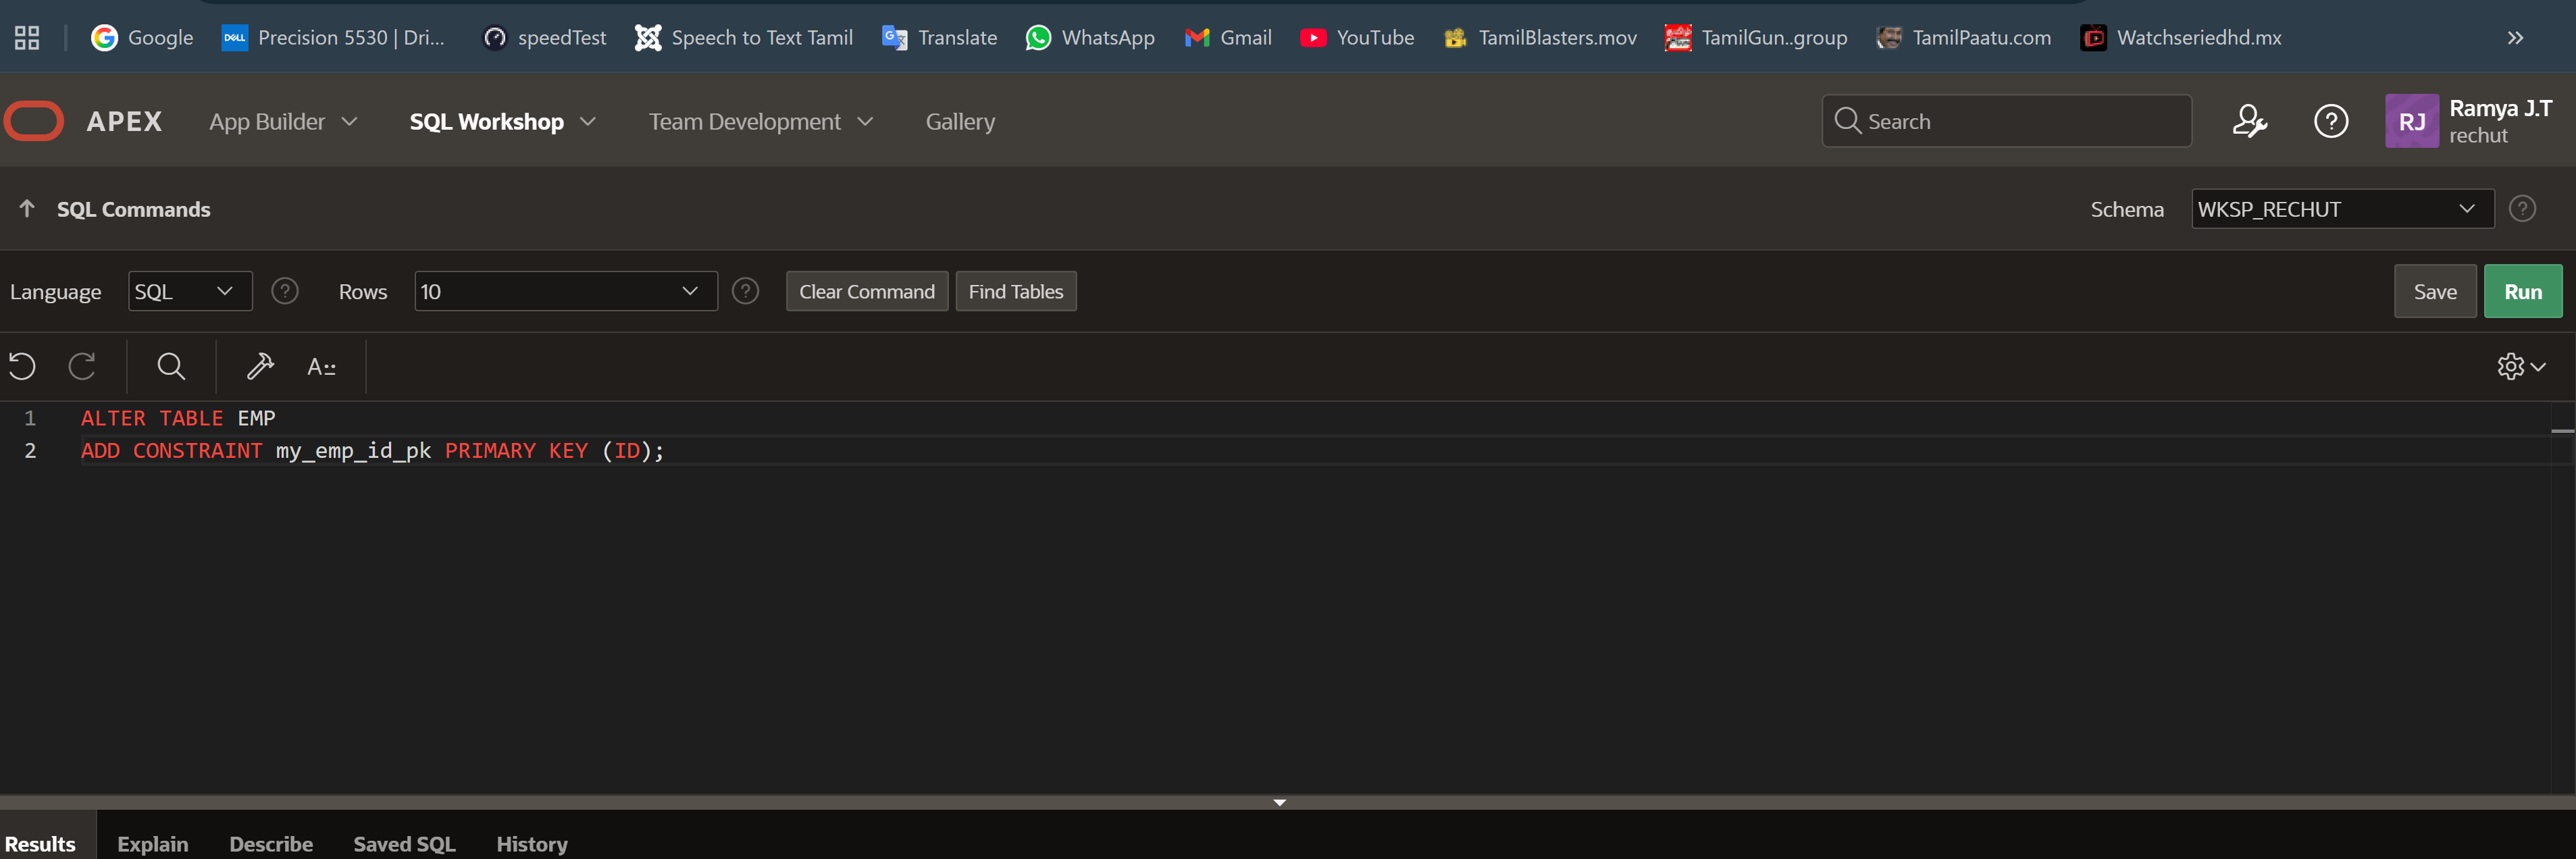 Google Precision 5530 | Dri... speedTest Speech to Text Tamil Translate WhatsApp Gmail YouTube TamilBlasters.mov TamilGun..group TamilPaatu.com Watchseriedhd.mx »
APEX App Builder SQL Workshop Team Development Gallery Search RJ Ramya J.T
rechut
SQL Commands Schema WKSP_RECHUT
Language SQL Rows 10 Clear Command Find Tables Save Run
1 ALTER TABLE EMP
2 ADD CONSTRAINT my_emp_id_pk PRIMARY KEY (ID);
Results Explain Describe Saved SQL History